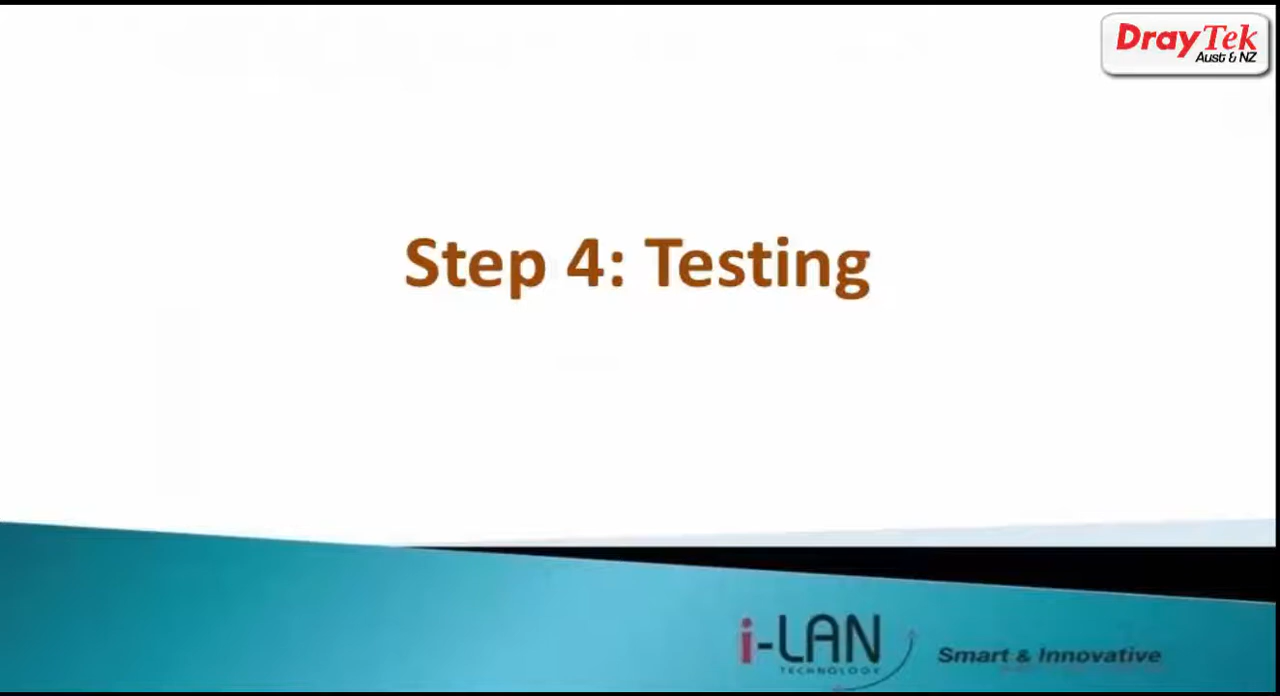 DrayTek
Aust & NZ
Step 4: Testing
i-LAN
TECHNOLOGY
Smart & Innovative